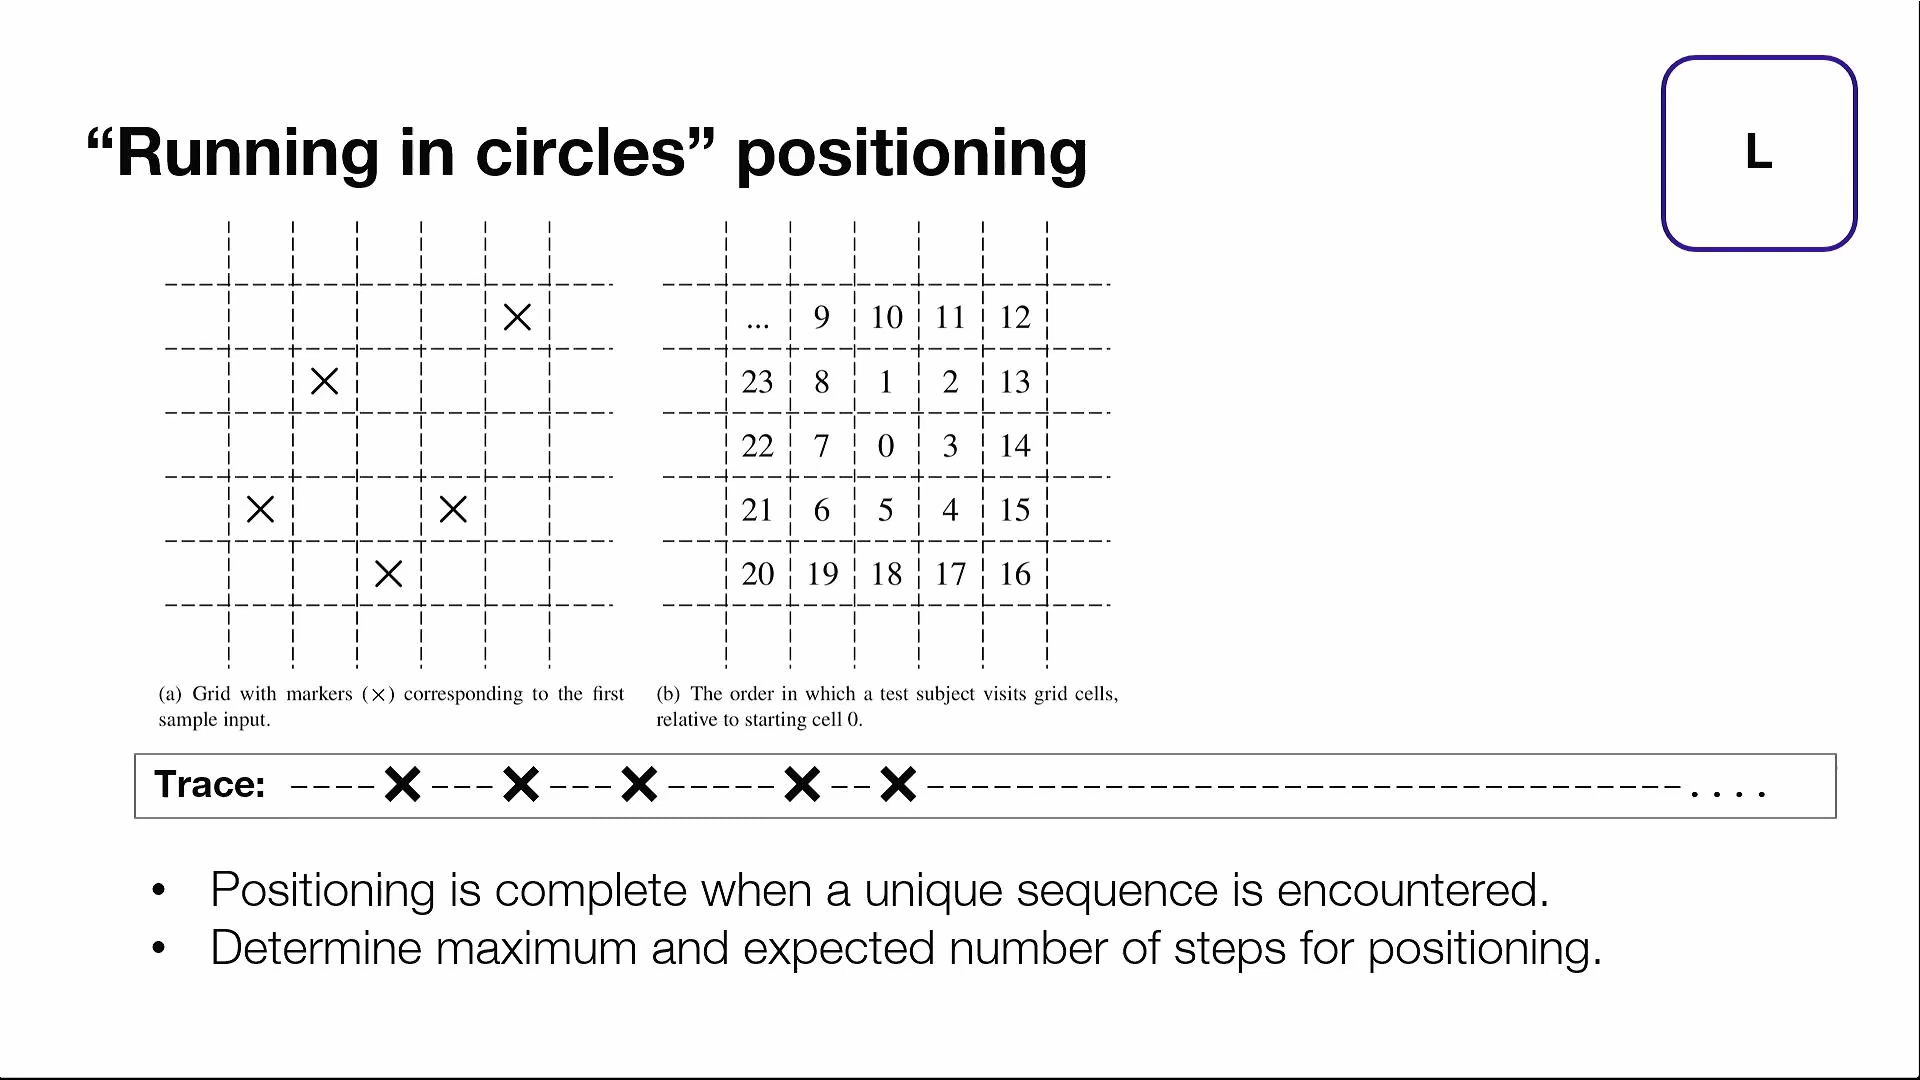 “Running in circles” positioning
L
×
×
× ×
×
... 9 10 11 12
23 8 1 2 13
22 7 0 3 14
21 6 5 4 15
20 19 18 17 16
(a) Grid with markers (×) corresponding to the first
sample input.
(b) The order in which a test subject visits grid cells,
relative to starting cell 0.
Trace: ----×---×---×-----×--×--------------------------------....
• Positioning is complete when a unique sequence is encountered.
• Determine maximum and expected number of steps for positioning.